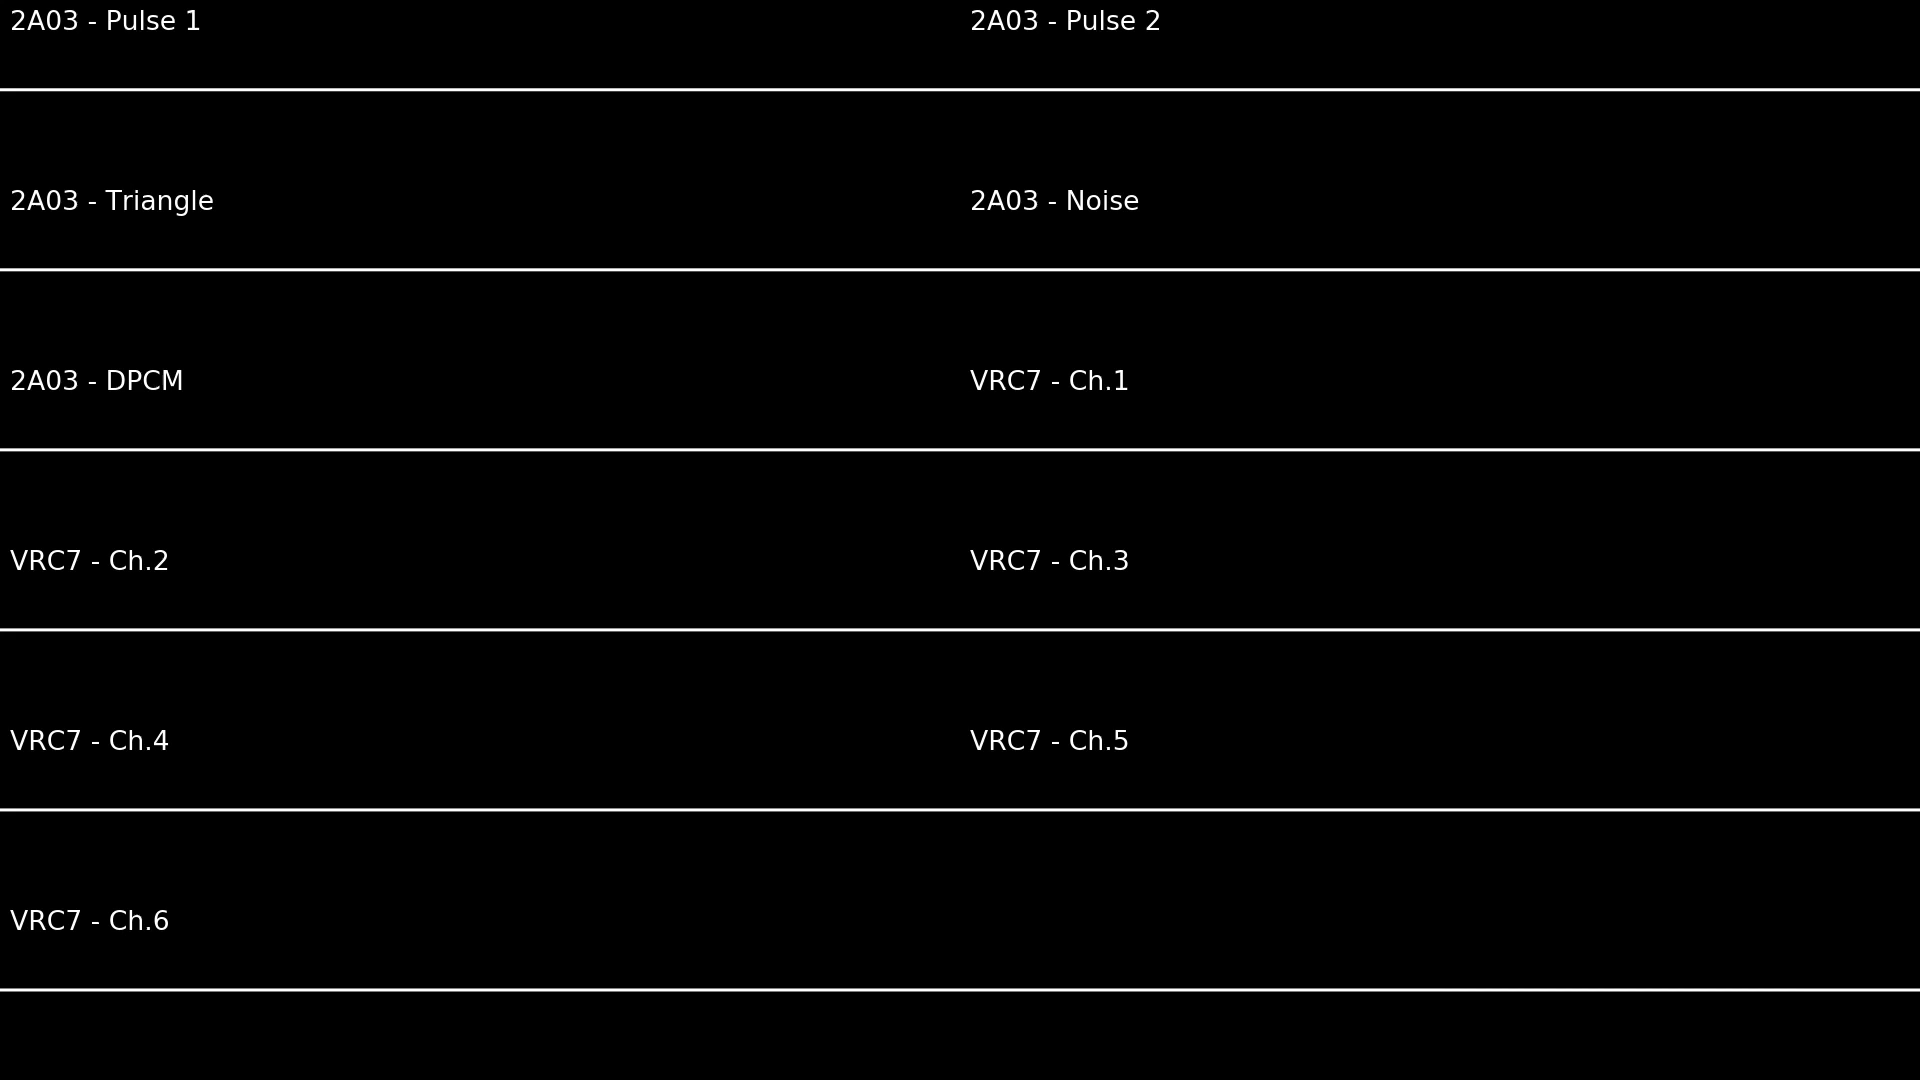 2A03 - Pulse 1
2A03 - Pulse 2
2A03 - Triangle
2A03 - Noise
2A03 - DPCM
VRC7 - Ch.1
VRC7 - Ch.2
VRC7 - Ch.3
VRC7 - Ch.4
VRC7 - Ch.5
VRC7 - Ch.6